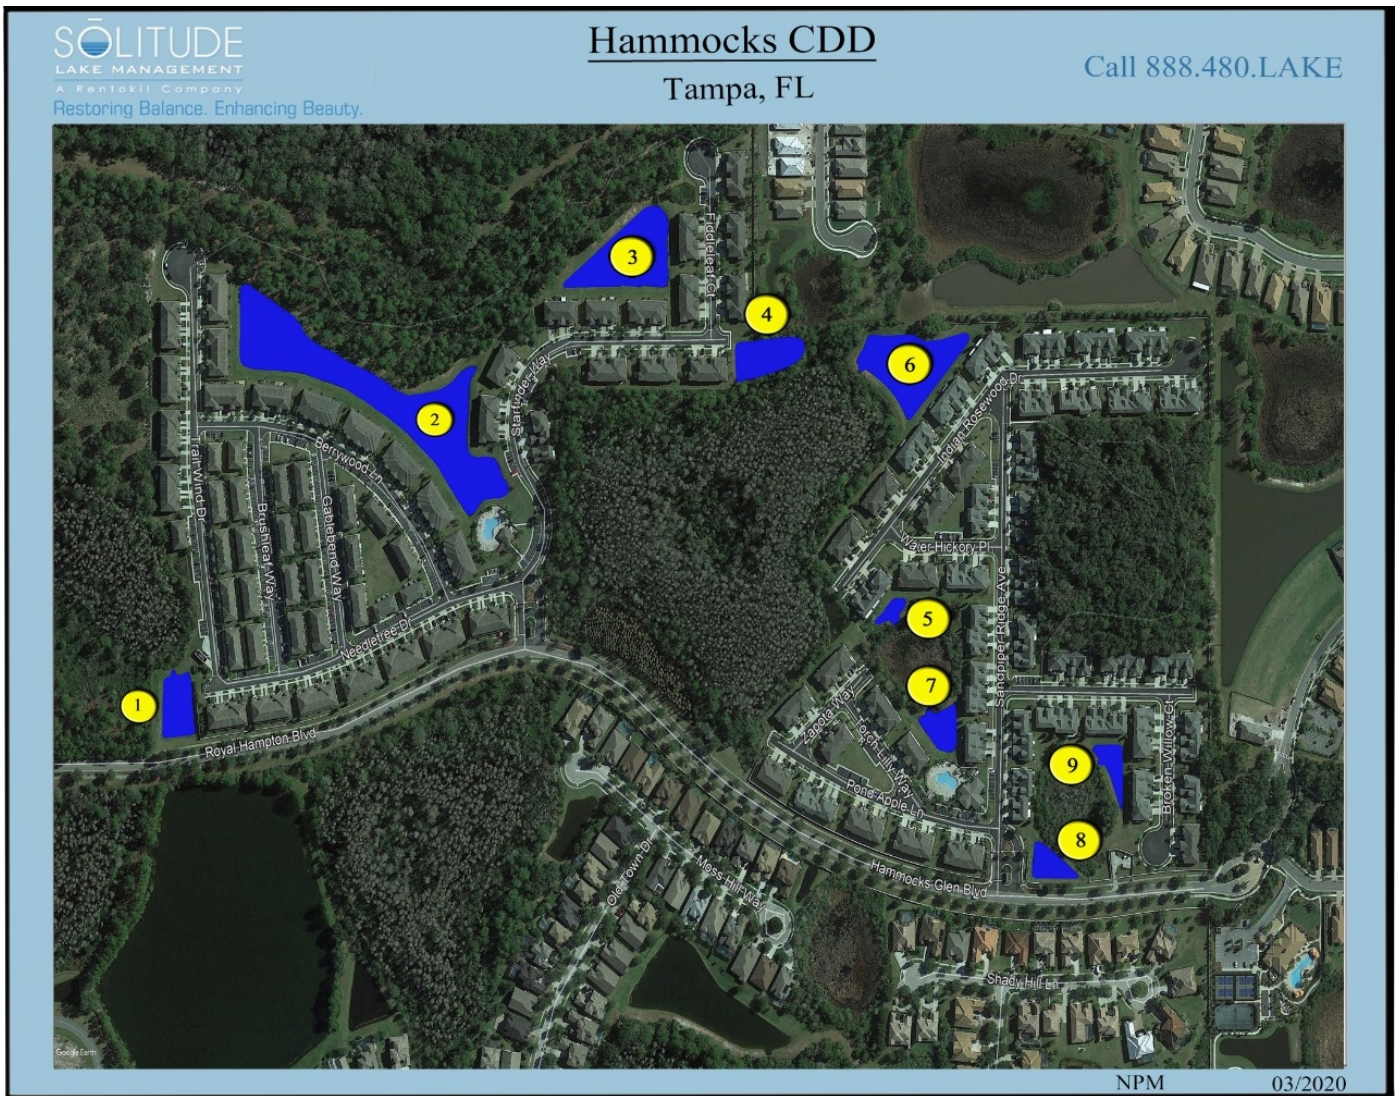 SŌLITUDE
LAKE MANAGEMENT
A Rentokil Company
Restoring Balance. Enhancing Beauty.
Hammocks CDD
Tampa, FL
Call 888.480.LAKE
Fiddleleaf Ct
3
4
Starfinder Way
6
Indian Rosewood Dr
2
Berrywood Ln
Trail Wind Dr
Gablebend Way
Brushleaf Way
Water Hickory Pl
Sandpiper Ridge Ave
5
Needletree Dr
7
1
Zapota Way
Torch Lilly Way
Broken Willow Ct
Royal Hampton Blvd
9
Pond Apple Ln
8
Hammocks Glen Blvd
Old Town Dr
Moss Hill Way
Shady Hill Ln
Google Earth
NPM
03/2020